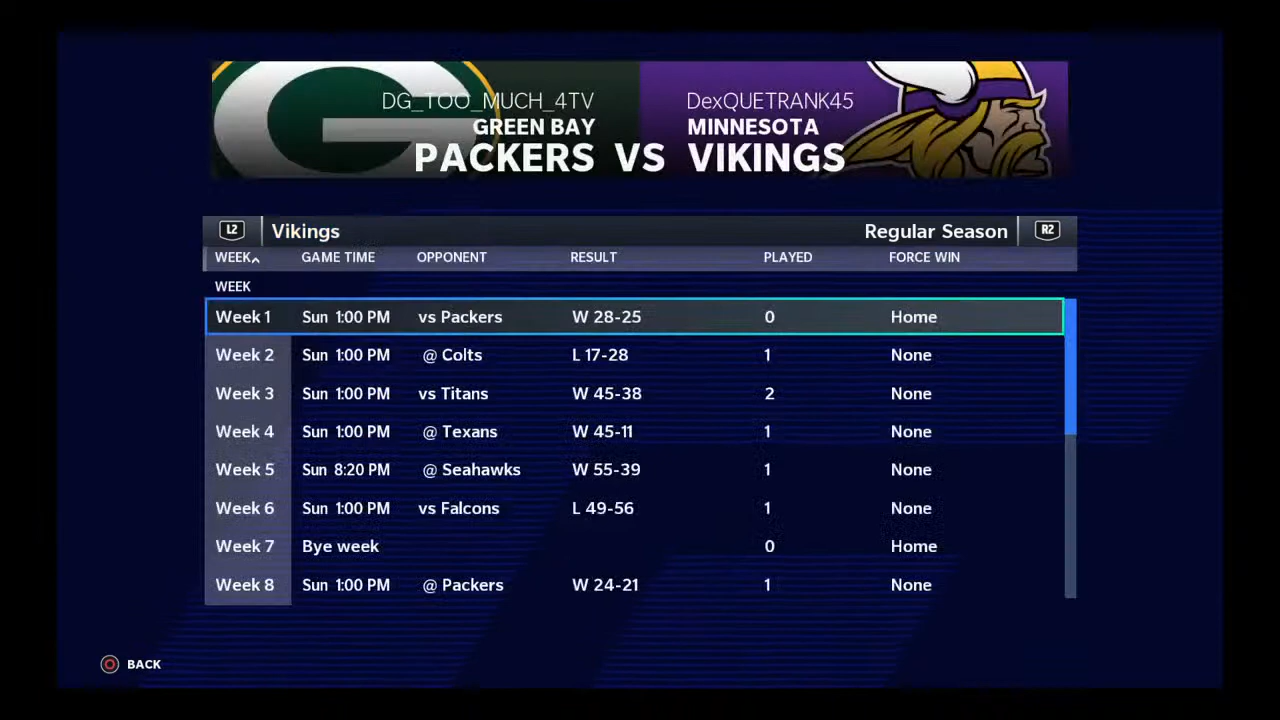 DG_TOO_MUCH_4TV DexQUETRANK45
GREEN BAY MINNESOTA
PACKERS VS VIKINGS
L2 Vikings Regular Season R2
WEEK GAME TIME OPPONENT RESULT PLAYED FORCE WIN
WEEK
Week 1 Sun 1:00 PM vs Packers W 28-25 0 Home
Week 2 Sun 1:00 PM @ Colts L 17-28 1 None
Week 3 Sun 1:00 PM vs Titans W 45-38 2 None
Week 4 Sun 1:00 PM @ Texans W 45-11 1 None
Week 5 Sun 8:20 PM @ Seahawks W 55-39 1 None
Week 6 Sun 1:00 PM vs Falcons L 49-56 1 None
Week 7 Bye week 0 Home
Week 8 Sun 1:00 PM @ Packers W 24-21 1 None
BACK